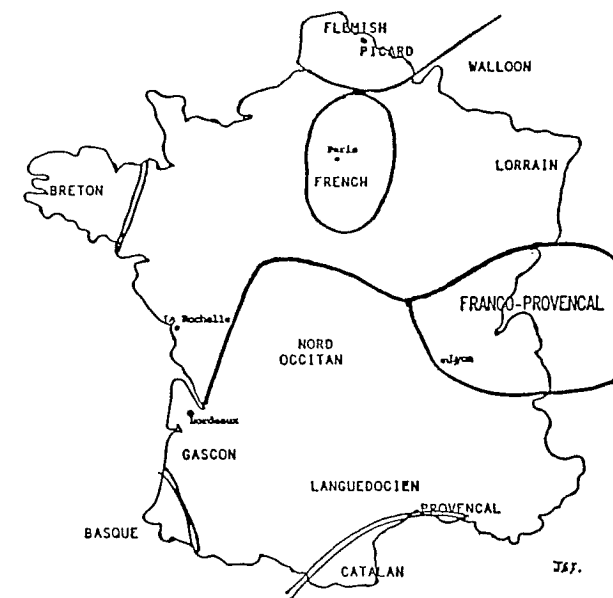 FLEMISH
PICARD
WALLOON
Paris
FRENCH
LORRAIN
BRETON
FRANCO-PROVENCAL
La Rochelle
NORD
OCCITAN
Lyon
Bordeaux
GASCON
LANGUEDOCIEN
PROVENCAL
BASQUE
CATALAN